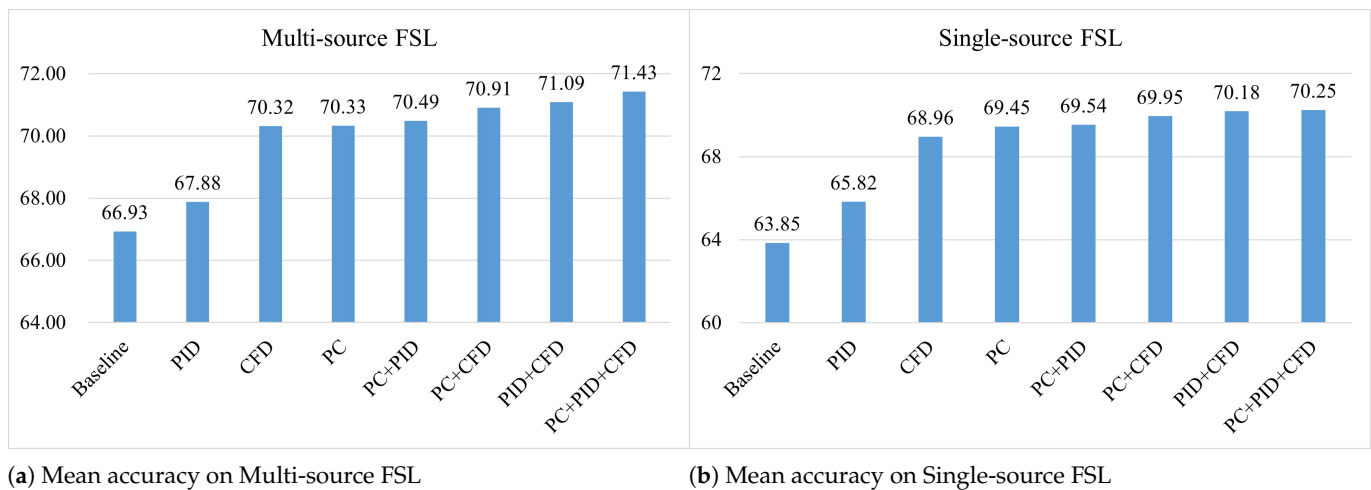 Multi-source FSL
72.00
70.00
68.00
66.00
64.00
66.93
67.88
70.32
70.33
70.49
70.91
71.09
71.43
Baseline
PID
CFD
PC
PC+PID
PC+CFD
PID+CFD
PC+PID+CFD
(a) Mean accuracy on Multi-source FSL
Single-source FSL
72
68
64
60
63.85
65.82
68.96
69.45
69.54
69.95
70.18
70.25
Baseline
PID
CFD
PC
PC+PID
PC+CFD
PID+CFD
PC+PID+CFD
(b) Mean accuracy on Single-source FSL